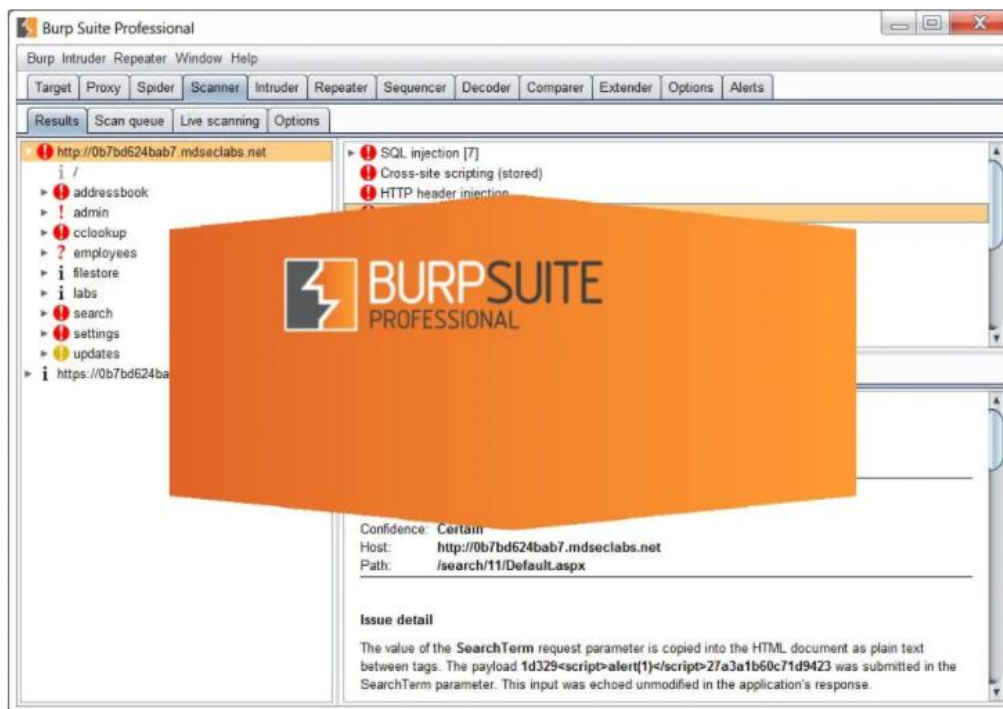 Burp Suite Professional
Burp Intruder Repeater Window Help
Target Proxy Spider Scanner Intruder Repeater Sequencer Decoder Comparer Extender Options Alerts
Results Scan queue Live scanning Options
http://0b7bd624bab7.mdseclabs.net
/
addressbook
admin
cclookup
employees
filestore
labs
search
settings
updates
https://0b7bd624ba
SQL injection [7]
Cross-site scripting (stored)
HTTP header injection
BURPSUITE
PROFESSIONAL
Confidence: Certain
Host: http://0b7bd624bab7.mdseclabs.net
Path: /search/11/Default.aspx
Issue detail
The value of the SearchTerm request parameter is copied into the HTML document as plain text
between tags. The payload 1d329<script>alert(1)</script>27a3a1b60c71d9423 was submitted in the
SearchTerm parameter. This input was echoed unmodified in the application's response.